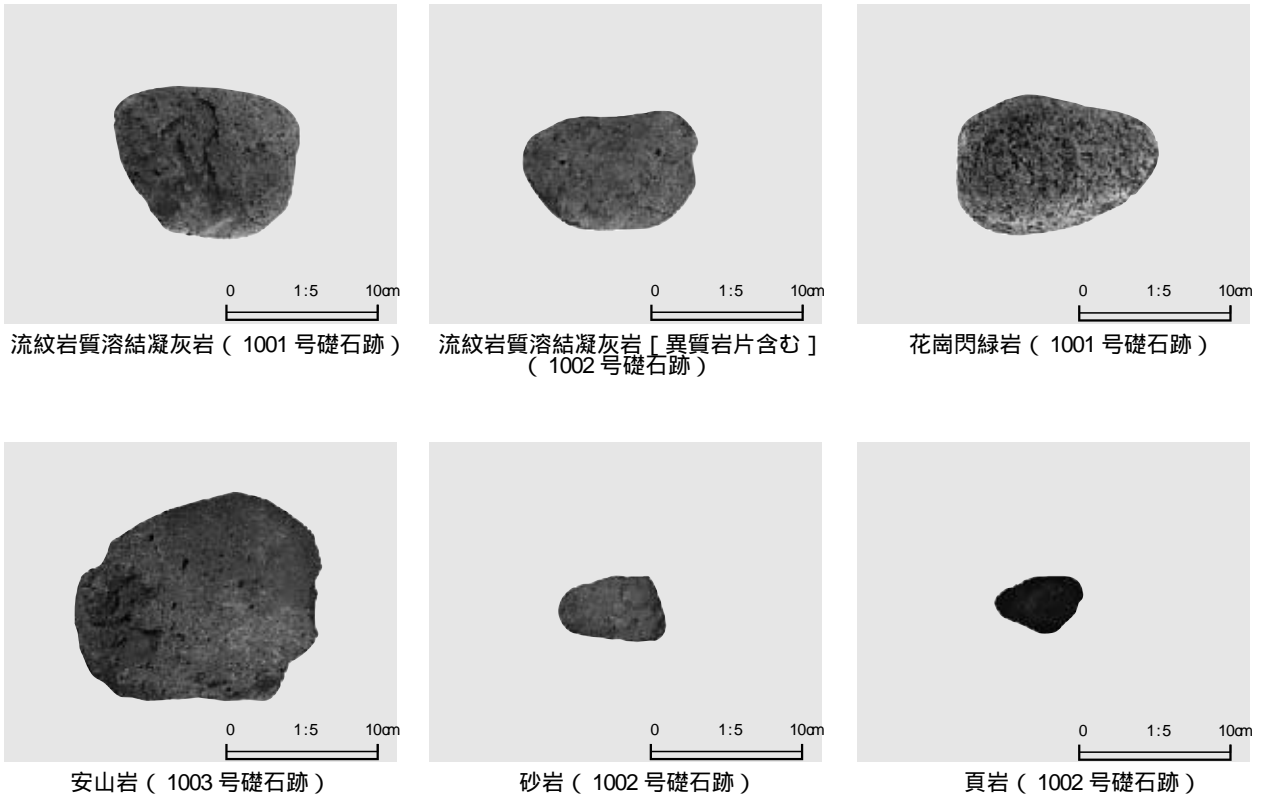 0 1:5 10cm
流紋岩質溶結凝灰岩（1001号礎石跡）
0 1:5 10cm
流紋岩質溶結凝灰岩［異質岩片含む］
（1002号礎石跡）
0 1:5 10cm
花崗閃緑岩（1001号礎石跡）
0 1:5 10cm
安山岩（1003号礎石跡）
0 1:5 10cm
砂岩（1002号礎石跡）
0 1:5 10cm
頁岩（1002号礎石跡）